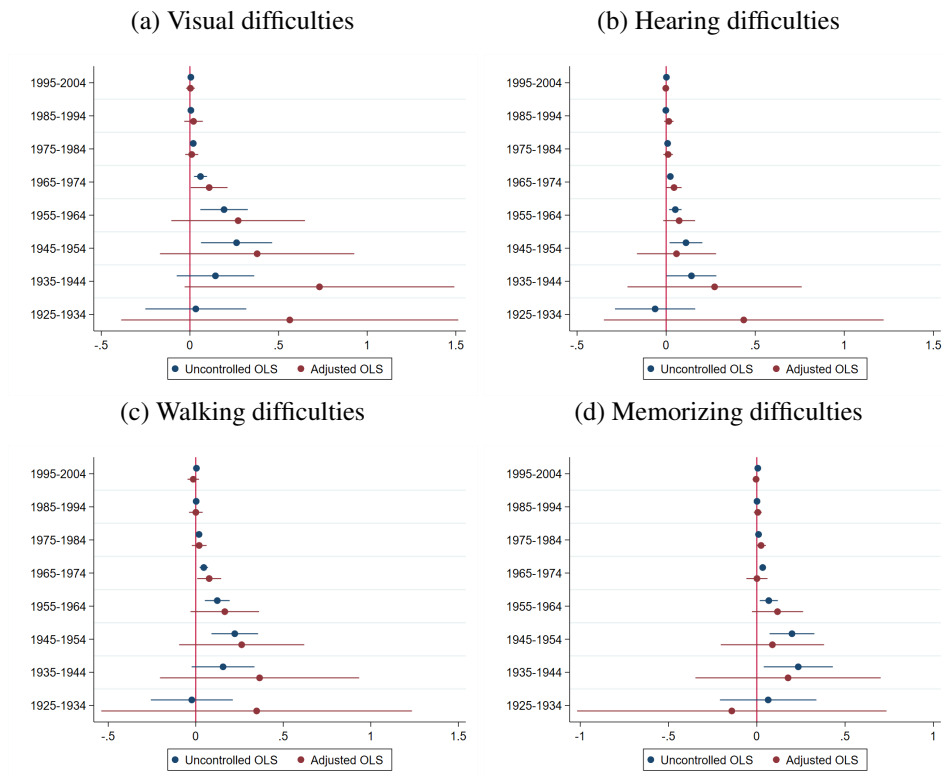 (a) Visual difficulties
1995-2004
1985-1994
1975-1984
1965-1974
1955-1964
1945-1954
1935-1944
1925-1934
-.5 0 .5 1 1.5
Uncontrolled OLS Adjusted OLS
(b) Hearing difficulties
1995-2004
1985-1994
1975-1984
1965-1974
1955-1964
1945-1954
1935-1944
1925-1934
-.5 0 .5 1 1.5
Uncontrolled OLS Adjusted OLS
(c) Walking difficulties
1995-2004
1985-1994
1975-1984
1965-1974
1955-1964
1945-1954
1935-1944
1925-1934
-.5 0 .5 1 1.5
Uncontrolled OLS Adjusted OLS
(d) Memorizing difficulties
1995-2004
1985-1994
1975-1984
1965-1974
1955-1964
1945-1954
1935-1944
1925-1934
-1 -.5 0 .5 1
Uncontrolled OLS Adjusted OLS